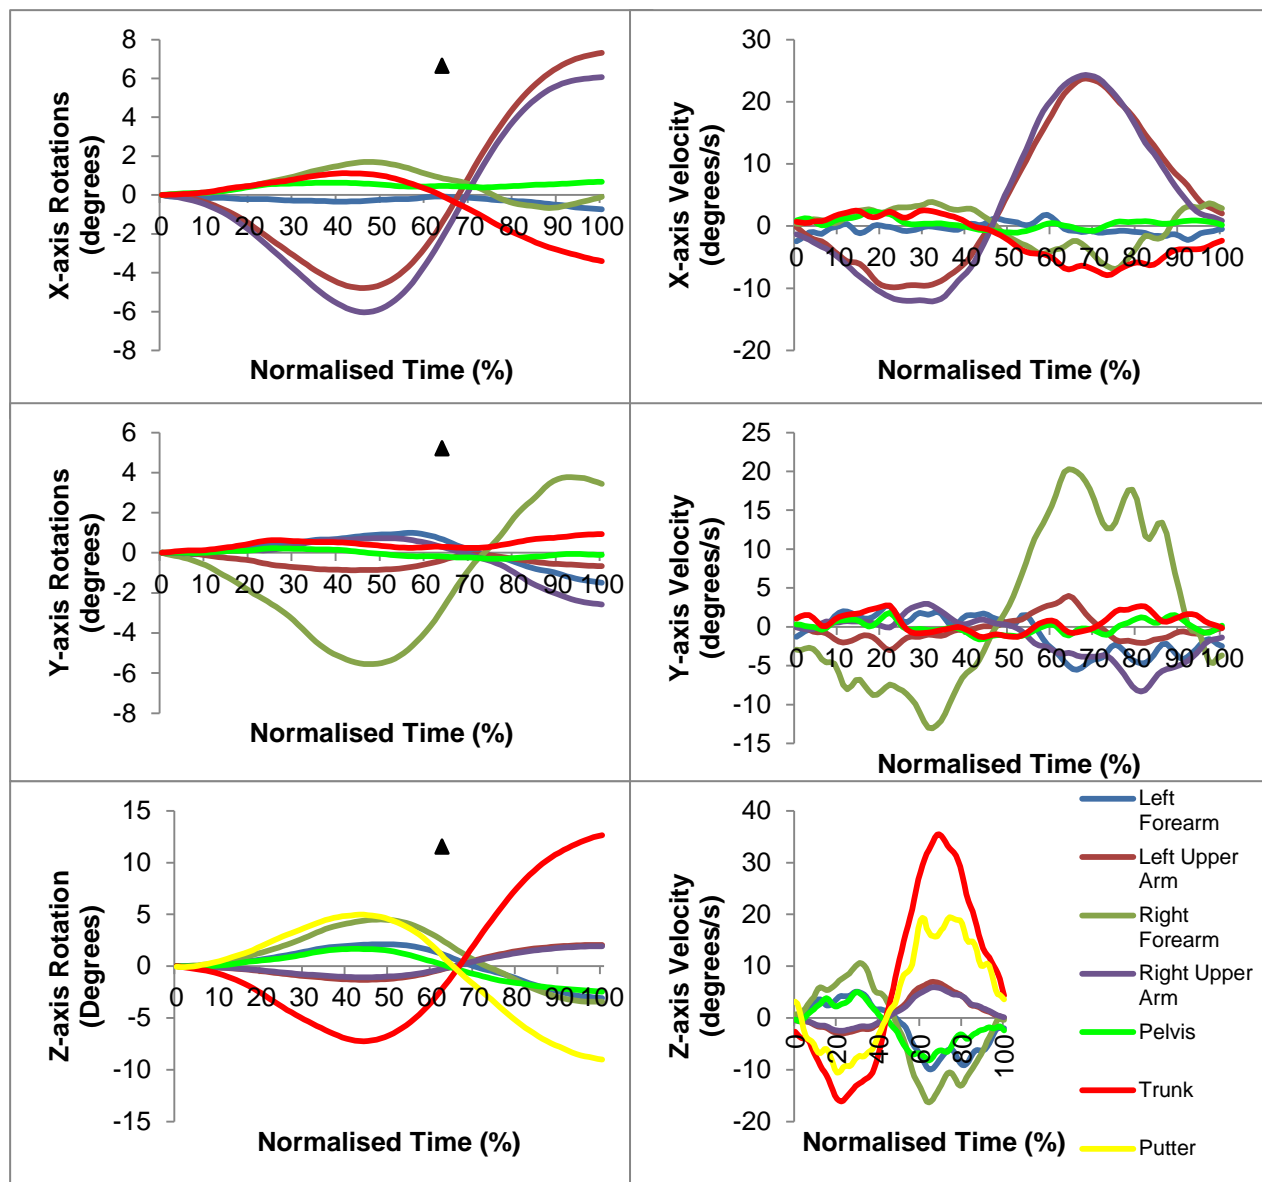 8
6
4
2
0
-2
-4
-6
-8
X-axis Rotations
(degrees)
0 10 20 30 40 50 60 70 80 90 100
Normalised Time (%)
30
20
10
0
-10
-20
X-axis Velocity
(degrees/s)
0 10 20 30 40 50 60 70 80 90 100
Normalised Time (%)
6
4
2
0
-2
-4
-6
-8
Y-axis Rotations
(degrees)
0 10 20 30 40 50 60 70 80 90 100
Normalised Time (%)
25
20
15
10
5
0
-5
-10
-15
Y-axis Velocity
(degrees/s)
0 10 20 30 40 50 60 70 80 90 100
Normalised Time (%)
15
10
5
0
-5
-10
-15
Z-axis Rotation
(Degrees)
0 10 20 30 40 50 60 70 80 90 100
Normalised Time (%)
40
30
20
10
0
-10
-20
Z-axis Velocity
(degrees/s)
0 20 40 60 80 100
Normalised Time (%)
Left
Forearm
Left Upper
Arm
Right
Forearm
Right Upper
Arm
Pelvis
Trunk
Putter